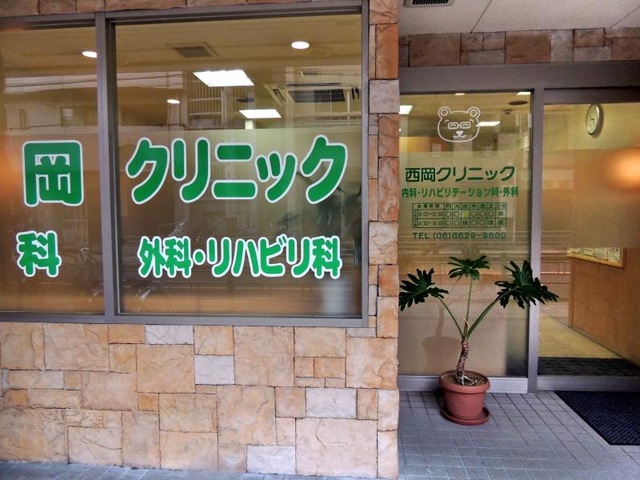 岡 クリニック
科 外科・リハビリ科
西岡クリニック
内科・リハビリテーション科・外科
TEL (06)6629-9800